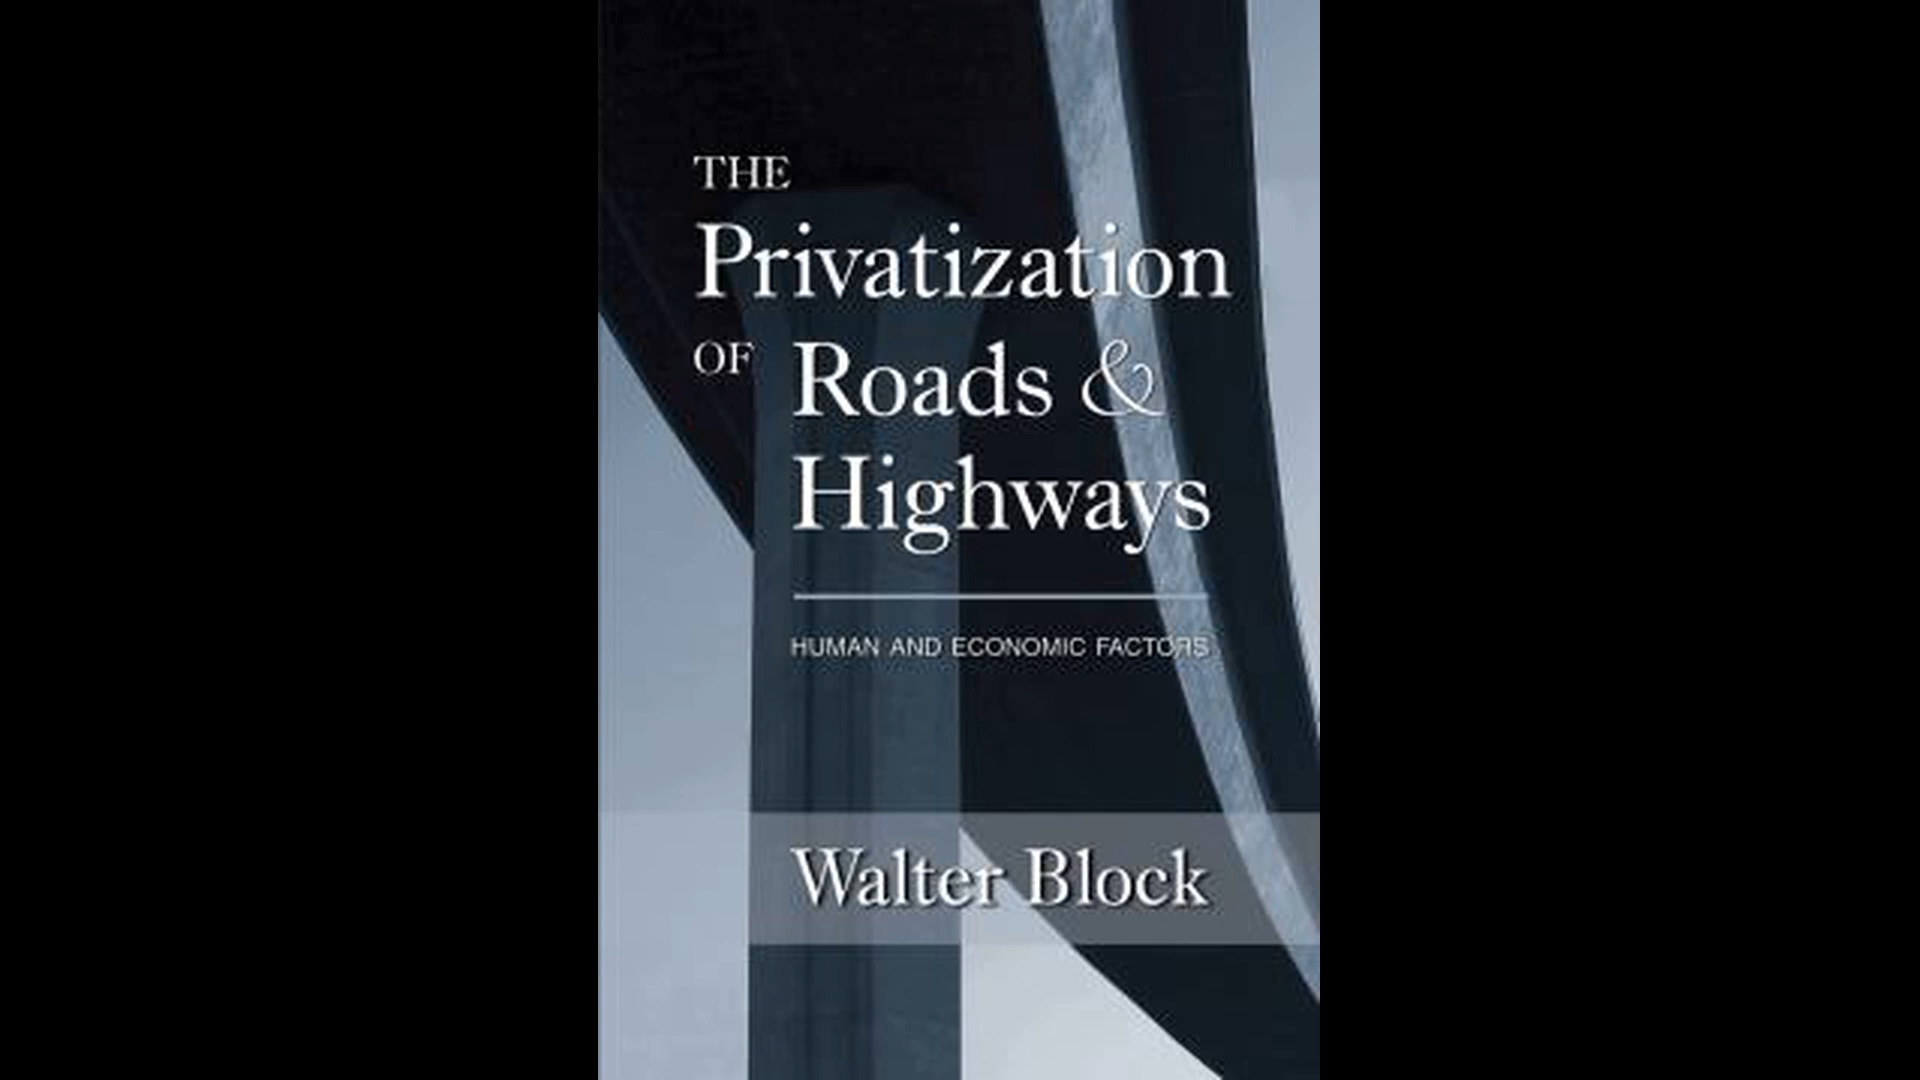 THE
Privatization
OF Roads &
Highways
HUMAN AND ECONOMIC FACTORS
Walter Block